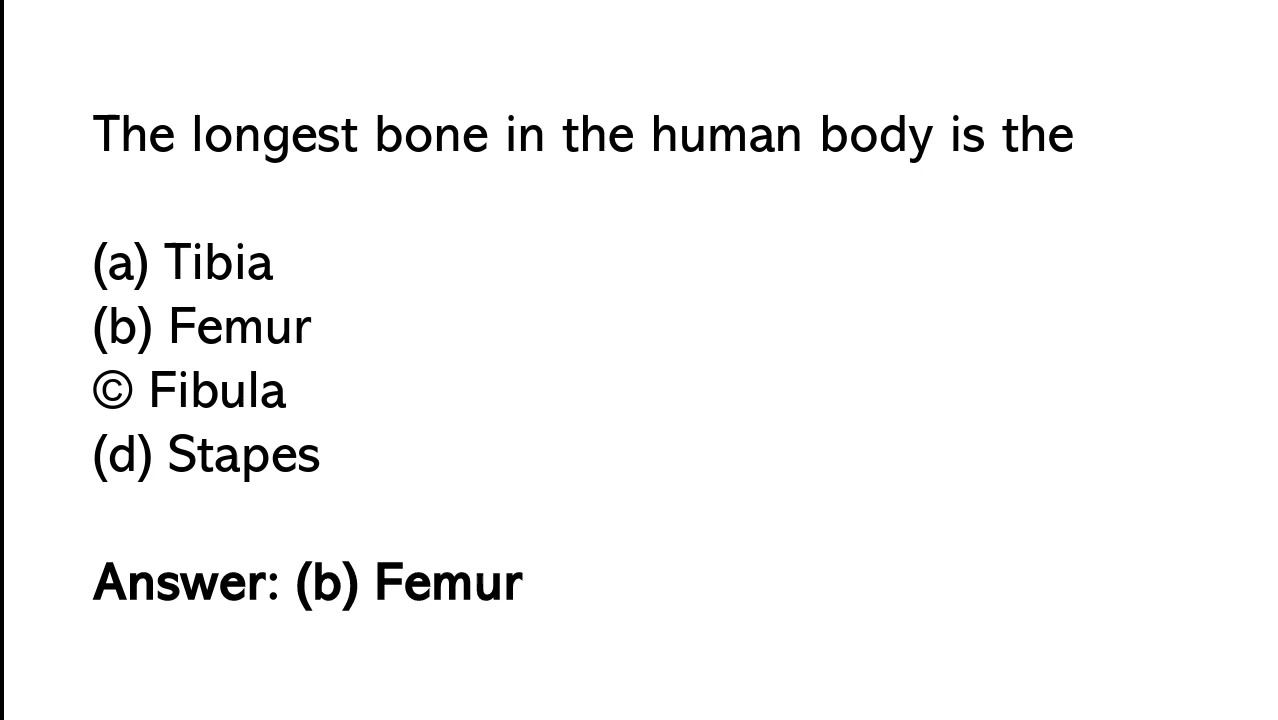 The longest bone in the human body is the
(a) Tibia
(b) Femur
© Fibula
(d) Stapes
Answer: (b) Femur